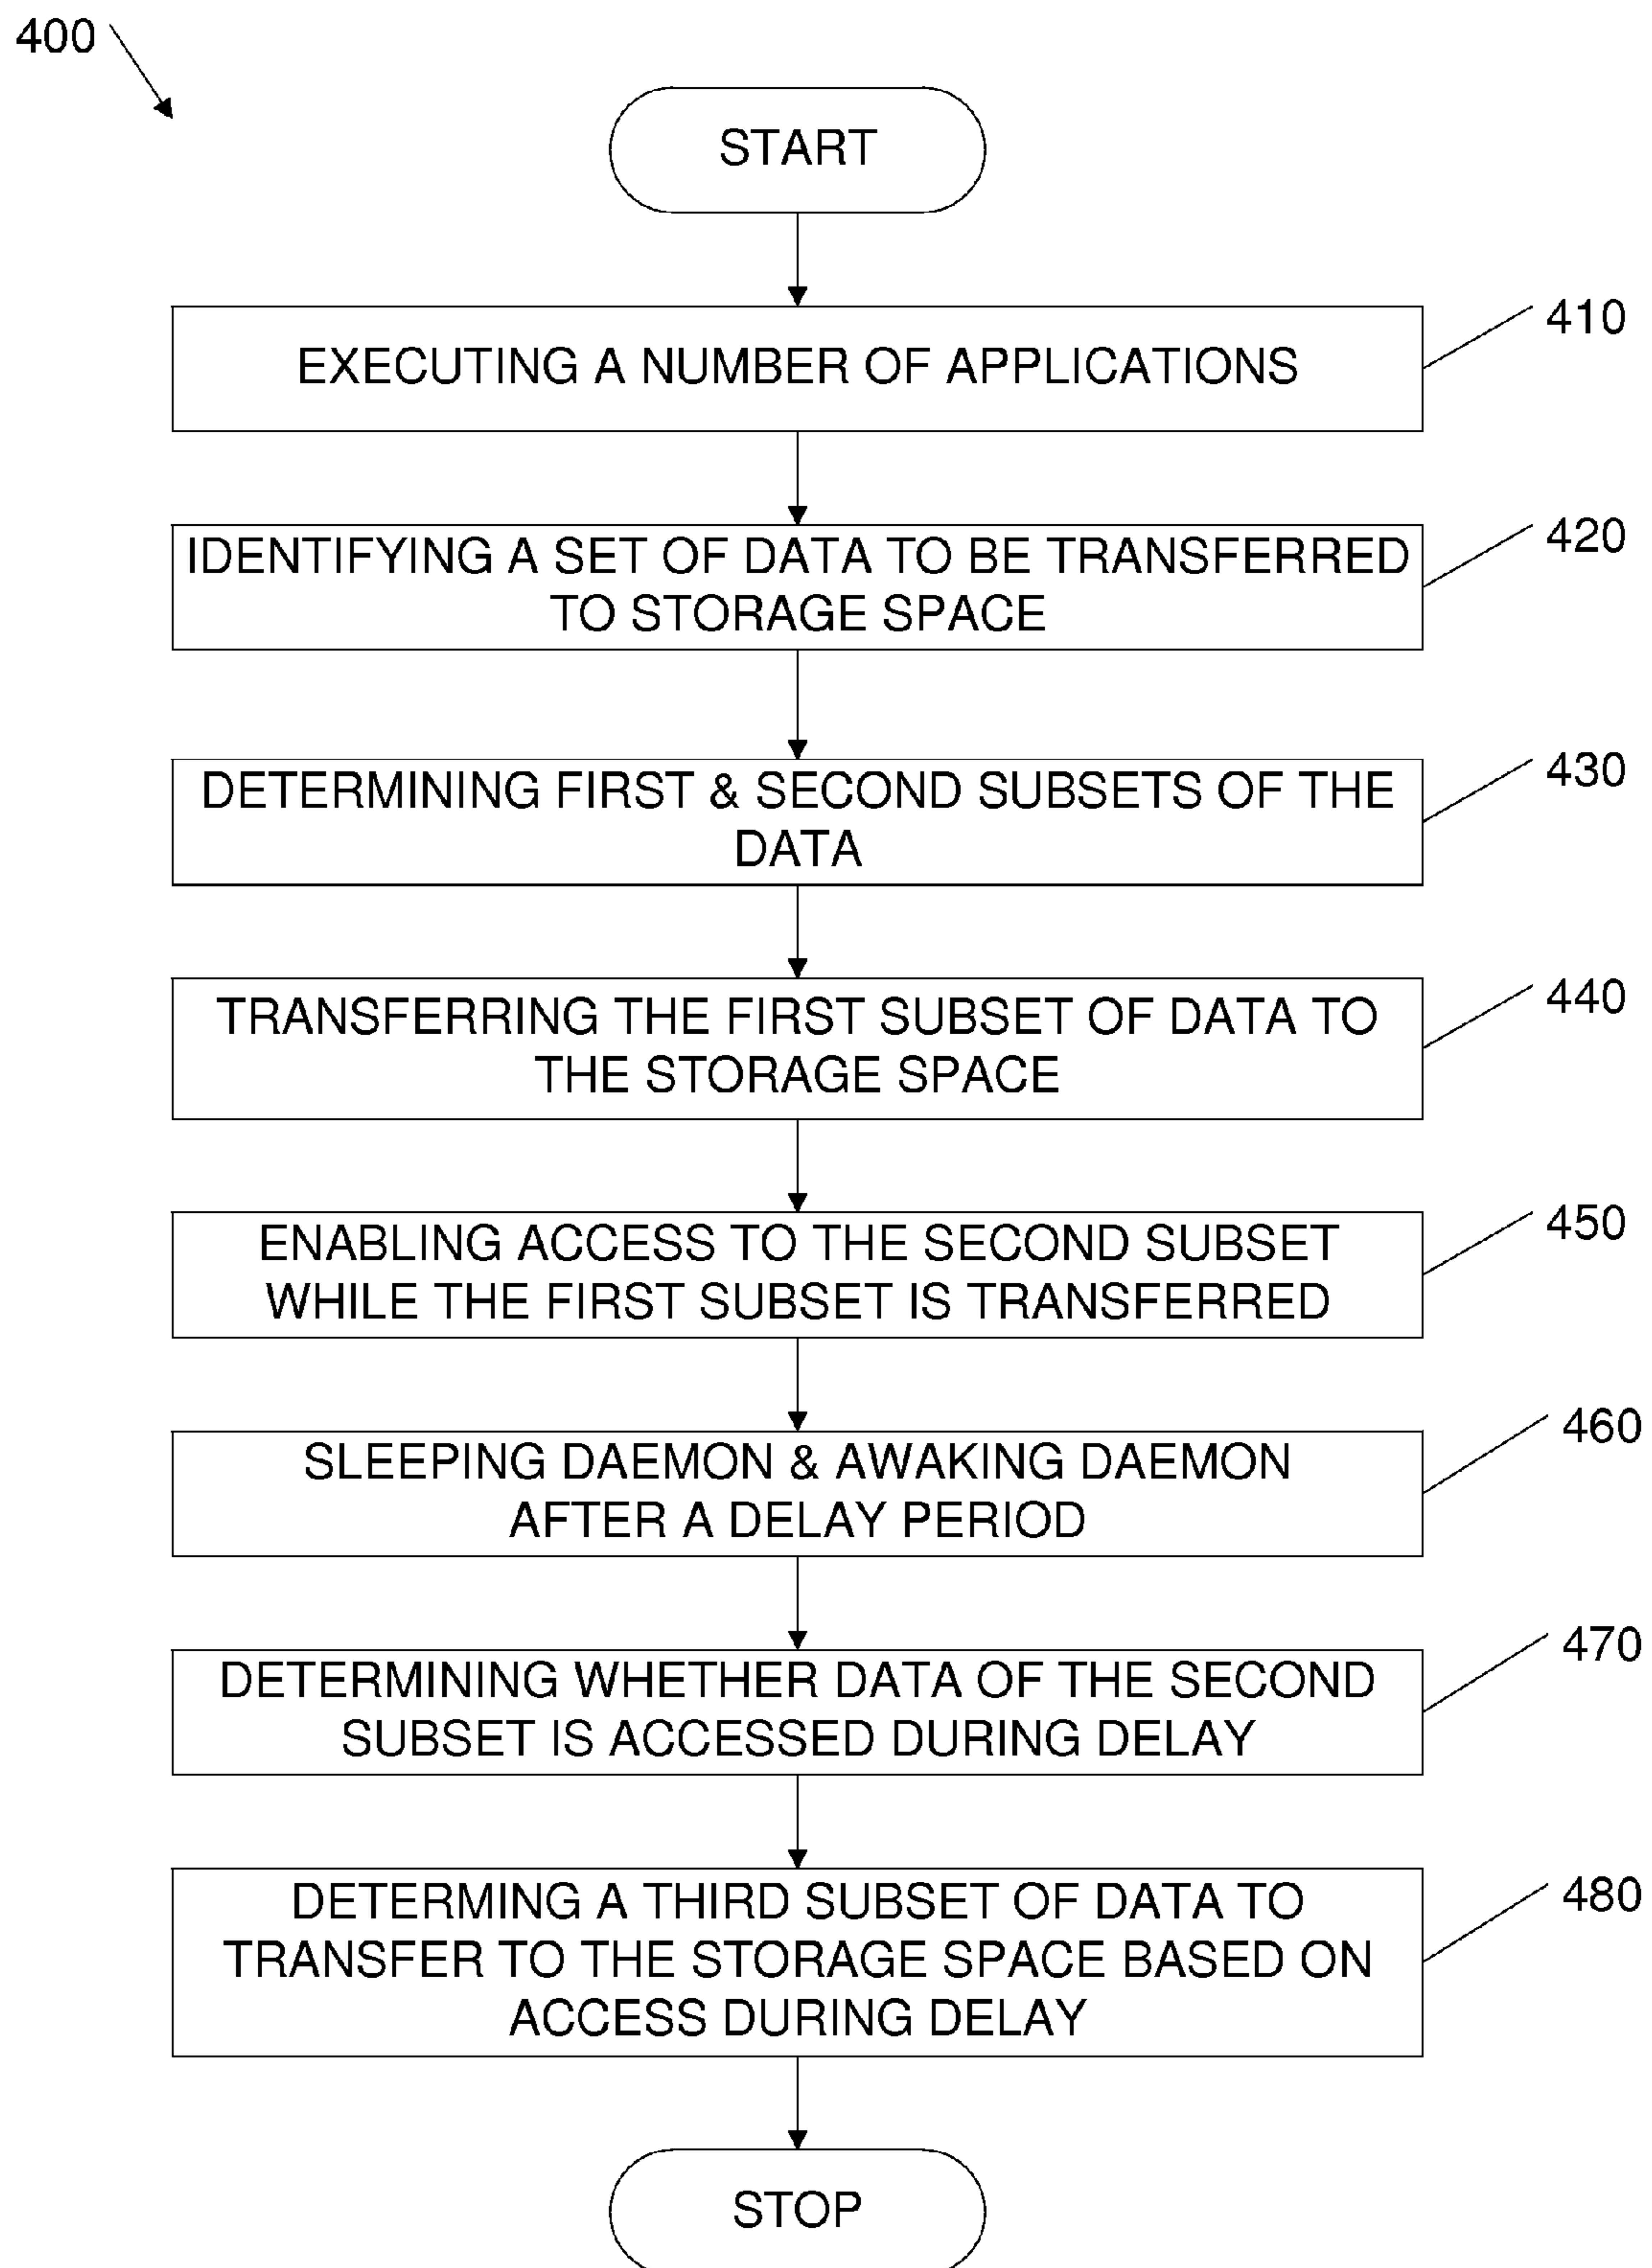 400
START
EXECUTING A NUMBER OF APPLICATIONS
410
IDENTIFYING A SET OF DATA TO BE TRANSFERRED
TO STORAGE SPACE
420
DETERMINING FIRST & SECOND SUBSETS OF THE
DATA
430
TRANSFERRING THE FIRST SUBSET OF DATA TO
THE STORAGE SPACE
440
ENABLING ACCESS TO THE SECOND SUBSET
WHILE THE FIRST SUBSET IS TRANSFERRED
450
SLEEPING DAEMON & AWAKING DAEMON
AFTER A DELAY PERIOD
460
DETERMINING WHETHER DATA OF THE SECOND
SUBSET IS ACCESSED DURING DELAY
470
DETERMING A THIRD SUBSET OF DATA TO
TRANSFER TO THE STORAGE SPACE BASED ON
ACCESS DURING DELAY
480
STOP